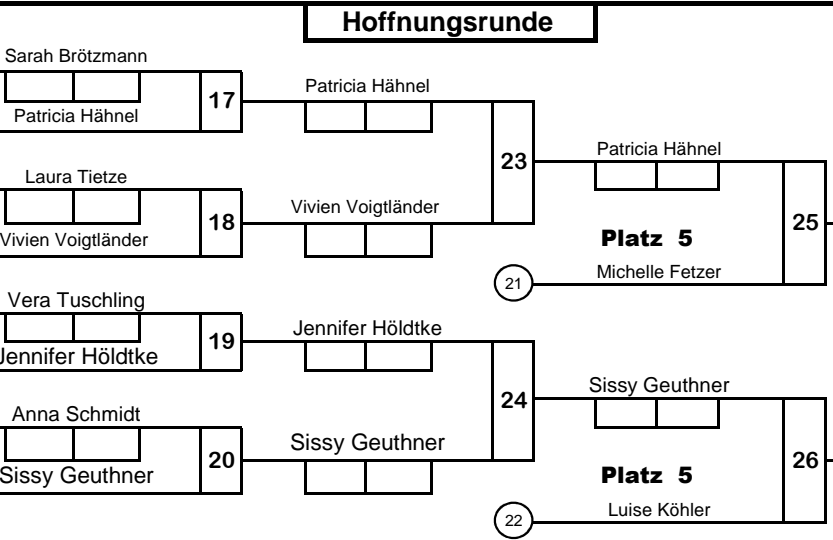 Hoffnungsrunde
Sarah Brötzmann
17
Patricia Hähnel
Patricia Hähnel
23
Patricia Hähnel
Laura Tietze
18
Vivien Voigtländer
Vivien Voigtländer
25
Platz 5
21
Michelle Fetzer
Vera Tuschling
19
Jennifer Höldtke
Jennifer Höldtke
24
Sissy Geuthner
Anna Schmidt
20
Sissy Geuthner
Sissy Geuthner
26
Platz 5
22
Luise Köhler